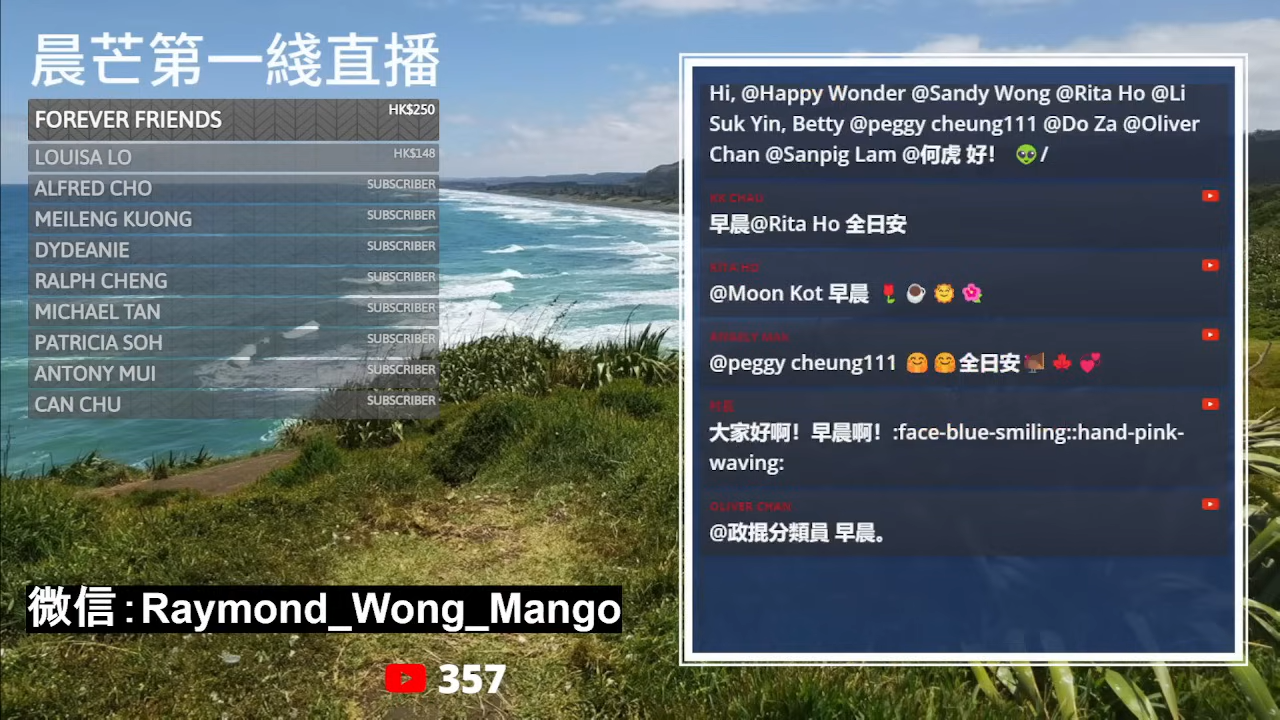 晨芒第一綫直播
FOREVER FRIENDS HK$250
LOUISA LO HK$148
ALFRED CHO SUBSCRIBER
MEILENG KUONG SUBSCRIBER
DYDEANIE SUBSCRIBER
RALPH CHENG SUBSCRIBER
MICHAEL TAN SUBSCRIBER
PATRICIA SOH SUBSCRIBER
ANTONY MUI SUBSCRIBER
CAN CHU SUBSCRIBER
微信:Raymond_Wong_Mango
357
Hi, @Happy Wonder @Sandy Wong @Rita Ho @Li
Suk Yin, Betty @peggy cheung111 @Do Za @Oliver
Chan @Sanpig Lam @何虎 好! 👽/
KK CHAU
早晨@Rita Ho 全日安
RITA HO
@Moon Kot 早晨 🌷 ☕ 🌞 🌺
@peggy cheung111 🤗 🤗 全日安 🍁 💞
大家好啊! 早晨啊! :face-blue-smiling::hand-pink-
waving:
OLIVER CHAN
@政掍分類員 早晨。